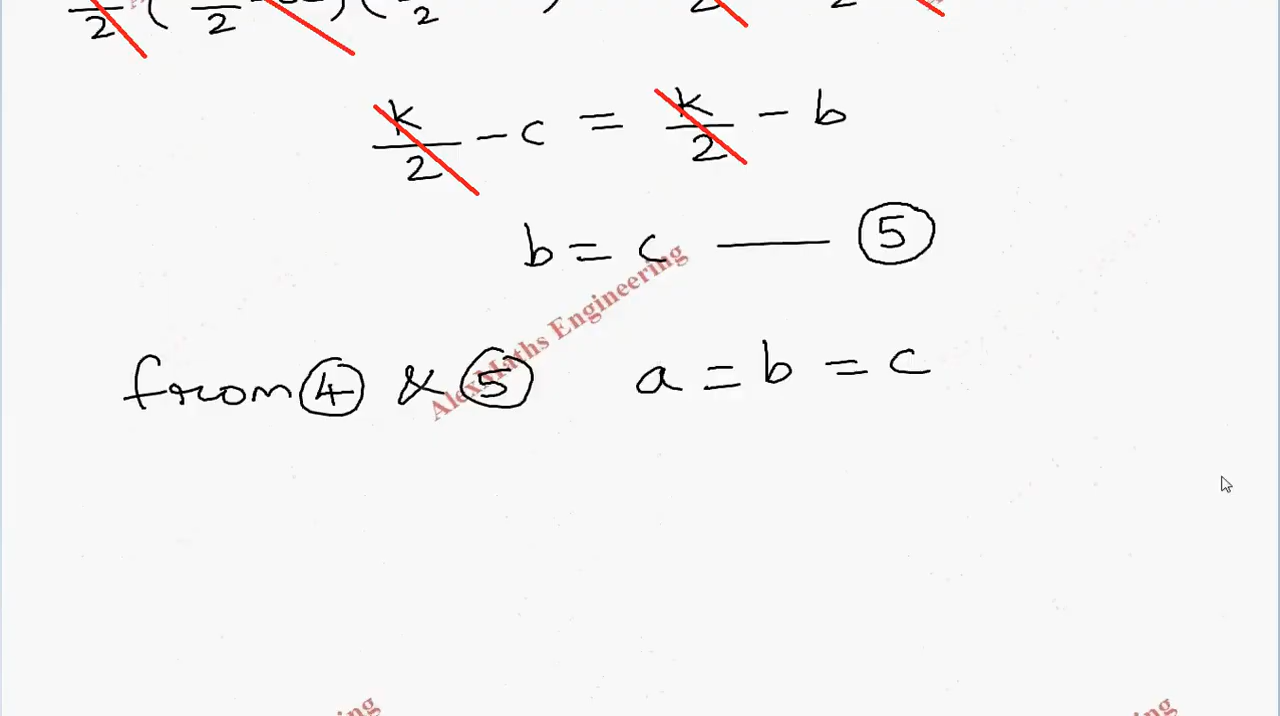 k/2 - c = k/2 - b
b = c —— ⑤
from ④ & ⑤ a = b = c
AlexMaths Engineering